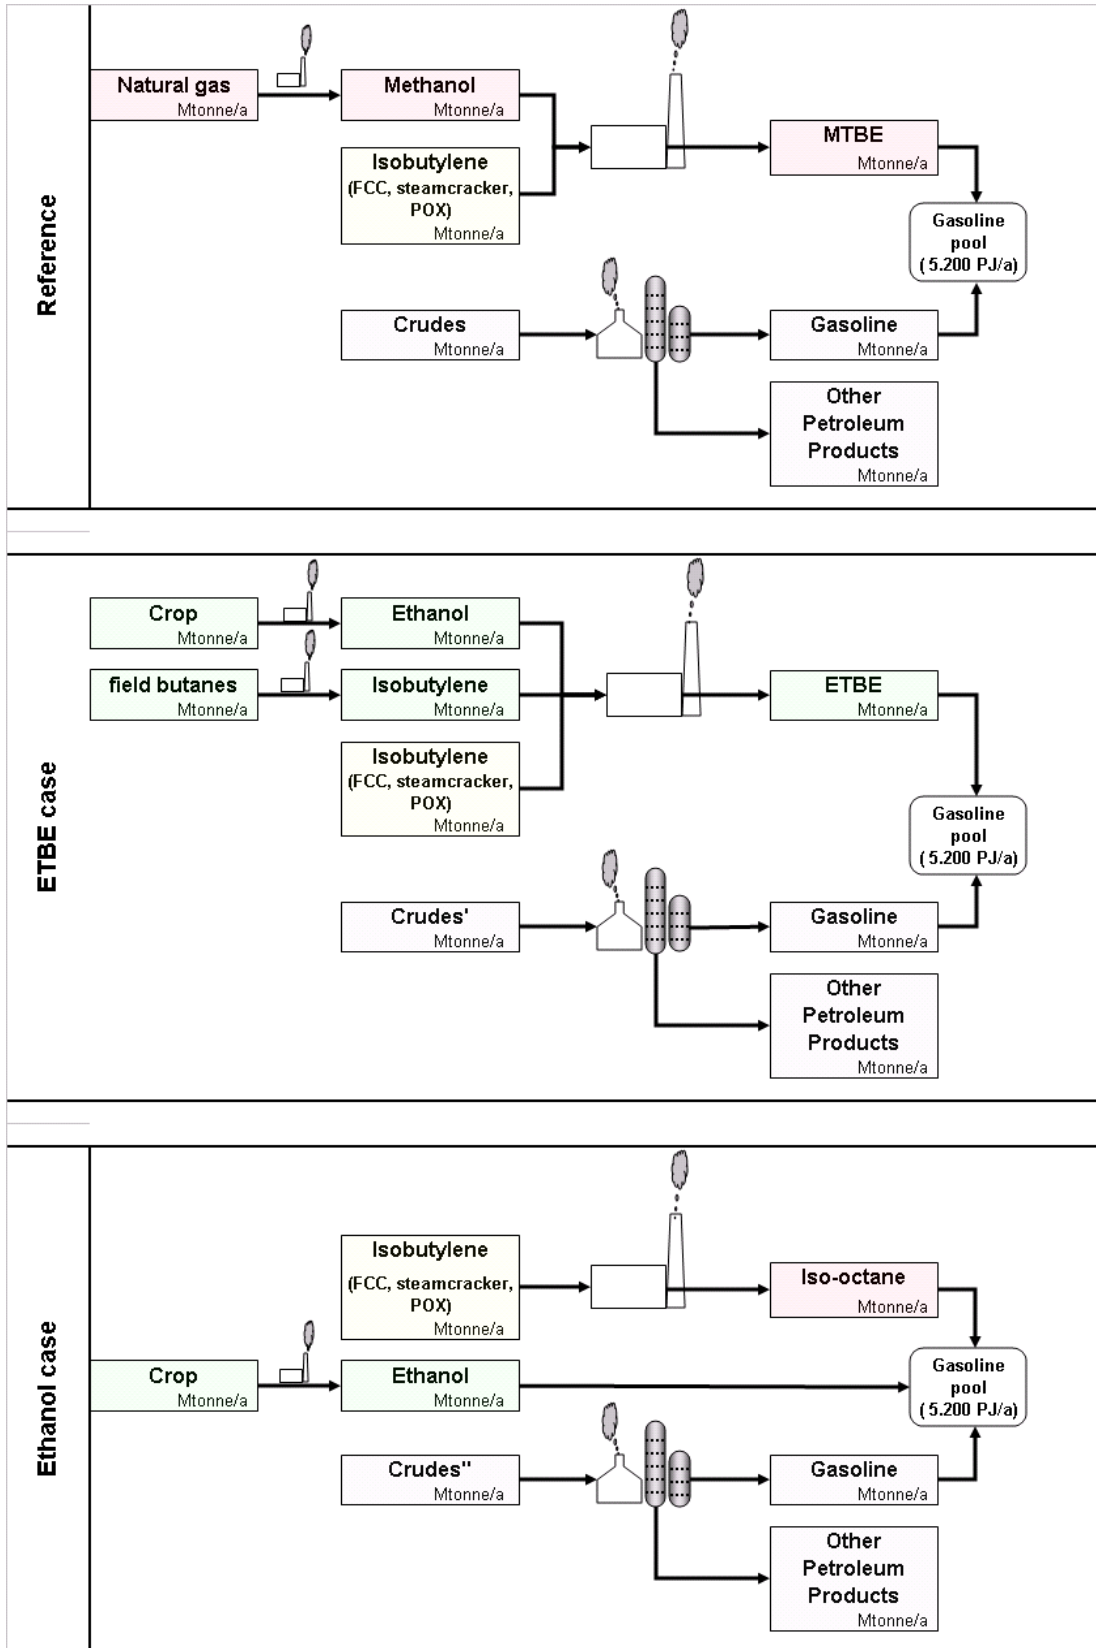 Reference
Natural gas
Mtonne/a
Methanol
Mtonne/a
Isobutylene
(FCC, steamcracker,
POX)
Mtonne/a
MTBE
Mtonne/a
Gasoline
pool
( 5.200 PJ/a)
Crudes
Mtonne/a
Gasoline
Mtonne/a
Other
Petroleum
Products
Mtonne/a
ETBE case
Crop
Mtonne/a
Ethanol
Mtonne/a
field butanes
Mtonne/a
Isobutylene
Mtonne/a
Isobutylene
(FCC, steamcracker,
POX)
Mtonne/a
ETBE
Mtonne/a
Gasoline
pool
( 5.200 PJ/a)
Crudes'
Mtonne/a
Gasoline
Mtonne/a
Other
Petroleum
Products
Mtonne/a
Ethanol case
Isobutylene
(FCC, steamcracker,
POX)
Mtonne/a
Iso-octane
Mtonne/a
Crop
Mtonne/a
Ethanol
Mtonne/a
Gasoline
pool
( 5.200 PJ/a)
Crudes"
Mtonne/a
Gasoline
Mtonne/a
Other
Petroleum
Products
Mtonne/a